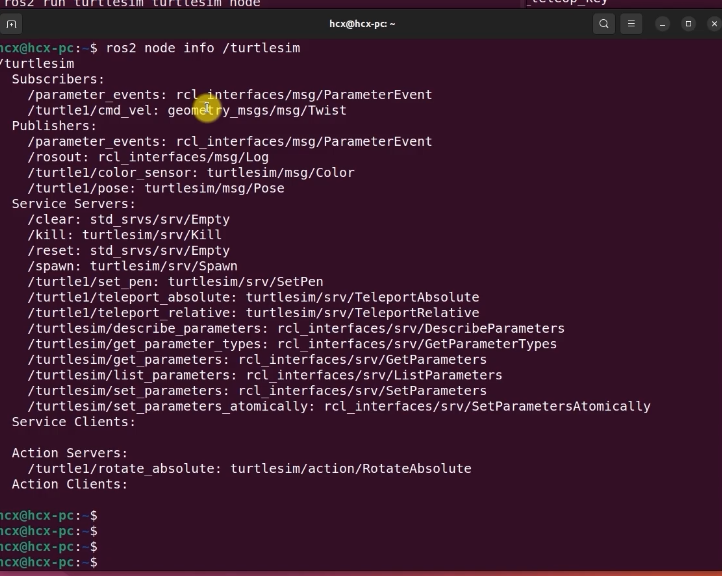 ros2 run turtlesim turtlesim_node
_teleop_key
hcx@hcx-pc: ~
hcx@hcx-pc:~$ ros2 node info /turtlesim
/turtlesim
  Subscribers:
    /parameter_events: rcl_interfaces/msg/ParameterEvent
    /turtle1/cmd_vel: geometry_msgs/msg/Twist
  Publishers:
    /parameter_events: rcl_interfaces/msg/ParameterEvent
    /rosout: rcl_interfaces/msg/Log
    /turtle1/color_sensor: turtlesim/msg/Color
    /turtle1/pose: turtlesim/msg/Pose
  Service Servers:
    /clear: std_srvs/srv/Empty
    /kill: turtlesim/srv/Kill
    /reset: std_srvs/srv/Empty
    /spawn: turtlesim/srv/Spawn
    /turtle1/set_pen: turtlesim/srv/SetPen
    /turtle1/teleport_absolute: turtlesim/srv/TeleportAbsolute
    /turtle1/teleport_relative: turtlesim/srv/TeleportRelative
    /turtlesim/describe_parameters: rcl_interfaces/srv/DescribeParameters
    /turtlesim/get_parameter_types: rcl_interfaces/srv/GetParameterTypes
    /turtlesim/get_parameters: rcl_interfaces/srv/GetParameters
    /turtlesim/list_parameters: rcl_interfaces/srv/ListParameters
    /turtlesim/set_parameters: rcl_interfaces/srv/SetParameters
    /turtlesim/set_parameters_atomically: rcl_interfaces/srv/SetParametersAtomically
  Service Clients:
  Action Servers:
    /turtle1/rotate_absolute: turtlesim/action/RotateAbsolute
  Action Clients:
hcx@hcx-pc:~$
hcx@hcx-pc:~$
hcx@hcx-pc:~$
hcx@hcx-pc:~$